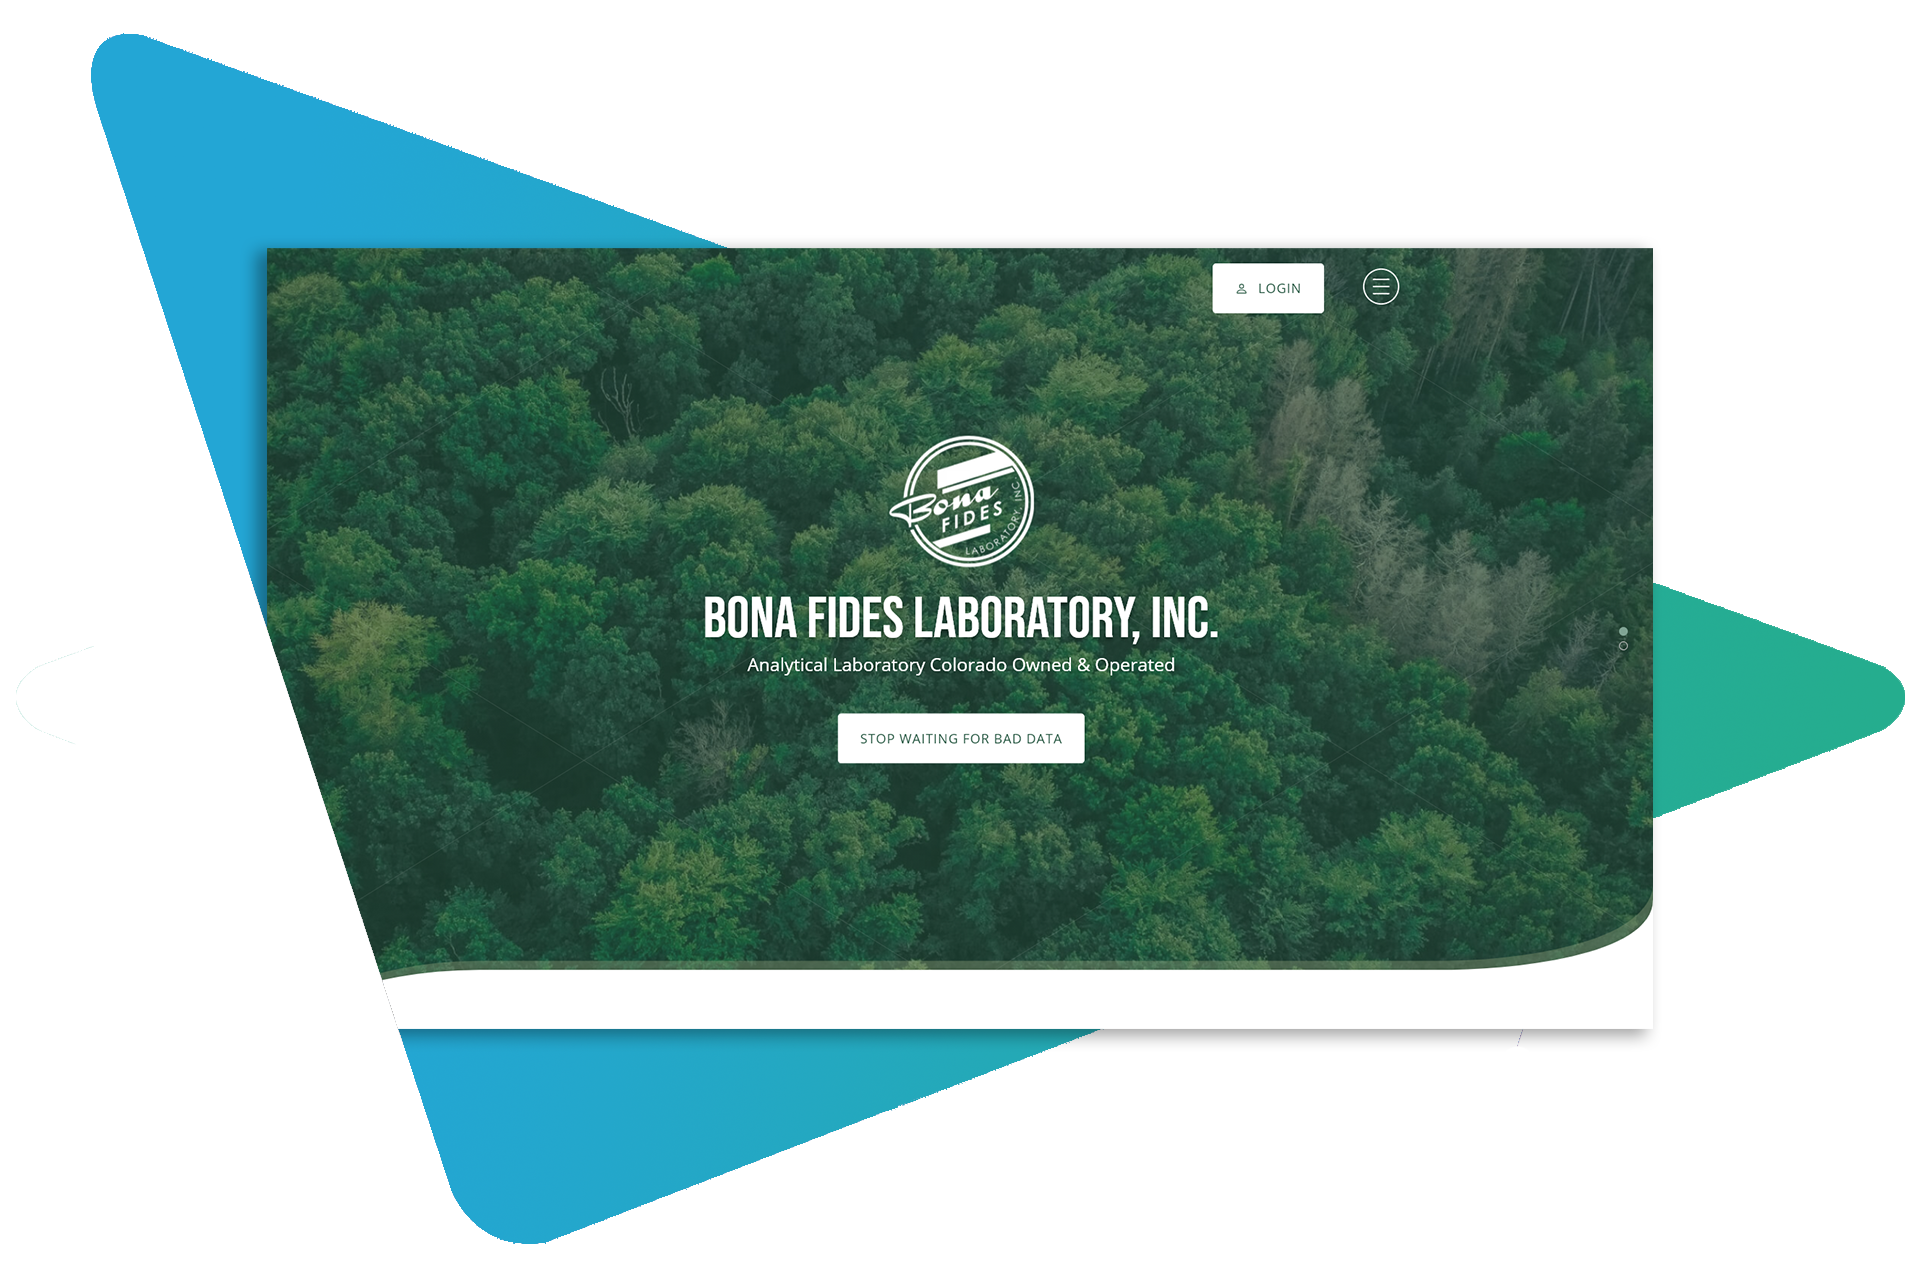 LOGIN
Bona
FIDES
LABORATORY, INC.
BONA FIDES LABORATORY, INC.
Analytical Laboratory Colorado Owned & Operated
STOP WAITING FOR BAD DATA